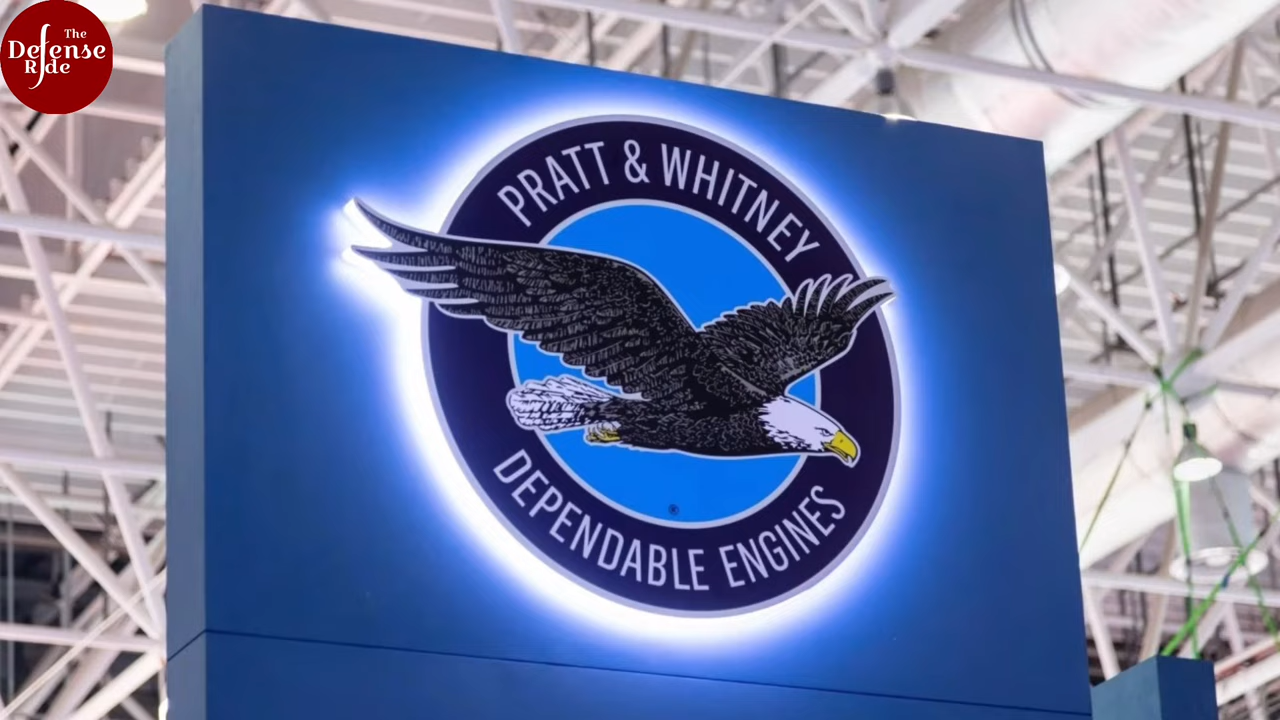 The
Defense
Ride
PRATT & WHITNEY
DEPENDABLE ENGINES
®